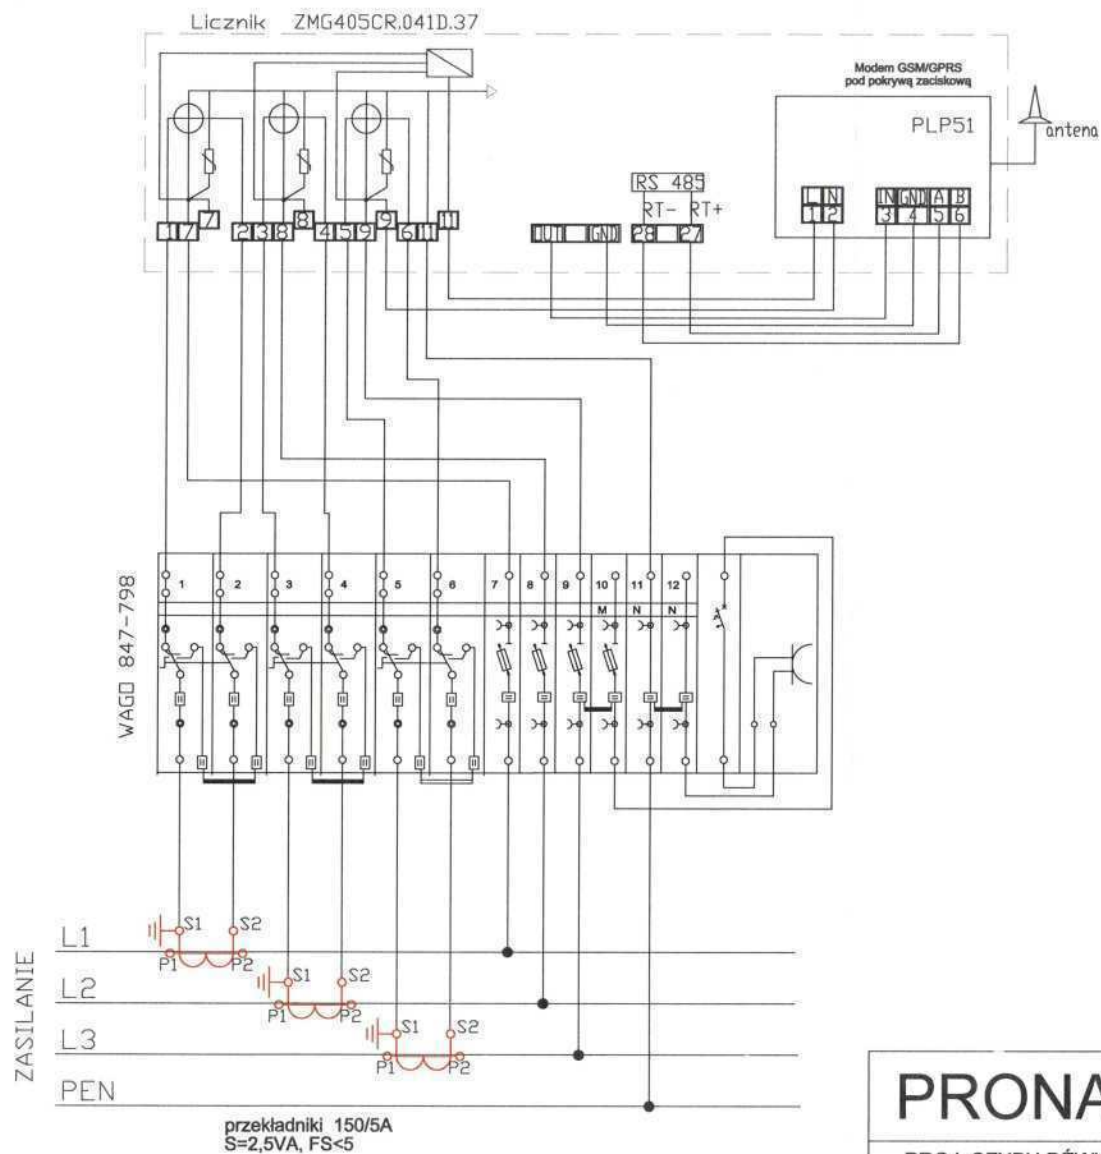 Licznik ZMG405CR.041D.37
Modem GSM/GPRS
pod pokrywą zaciskową
PLP51
antena
L N IN GND A B
1 2 3 4 5 6
RS 485
RT- RT+
7 8 9 11
1 7 2 3 8 4 5 9 6 11 OUT GND 28 27
WAGO 847-798
1 2 3 4 5 6 7 8 9 10 11 12
M N N
ZASILANIE
S1 S2
L1
P1 P2
S1 S2
L2
P1 P2
S1 S2
L3
P1 P2
PEN
przekładniki 150/5A
S=2,5VA, FS<5
PRONA